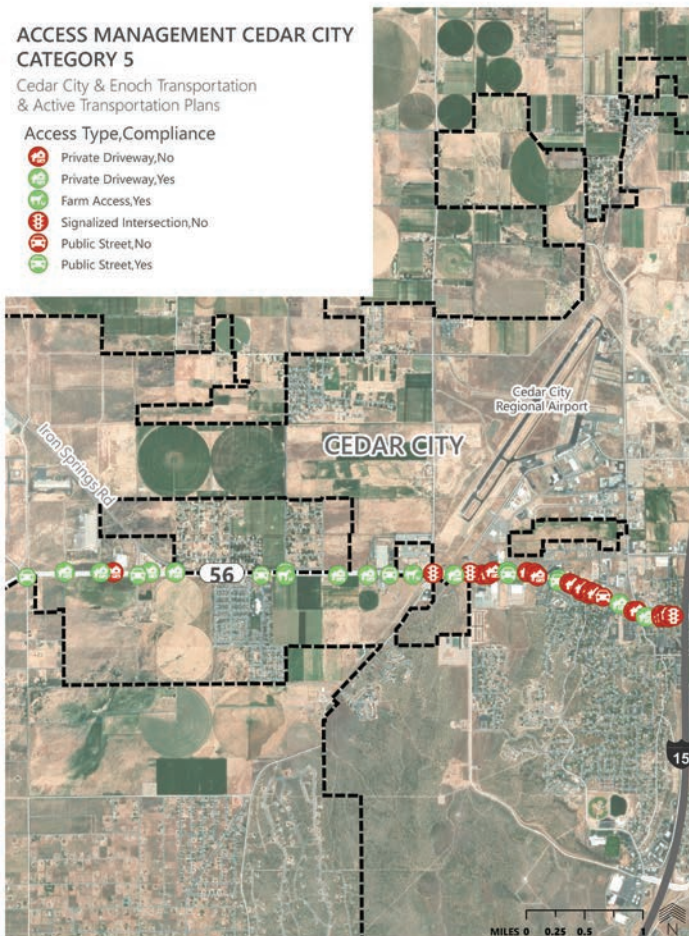 ACCESS MANAGEMENT CEDAR CITY
CATEGORY 5
Cedar City & Enoch Transportation
& Active Transportation Plans
Access Type,Compliance
Private Driveway,No
Private Driveway,Yes
Farm Access,Yes
Signalized Intersection,No
Public Street,No
Public Street,Yes
Cedar City
Regional Airport
CEDAR CITY
Iron Springs Rd
56
15
MILES 0 0.25 0.5 1
N